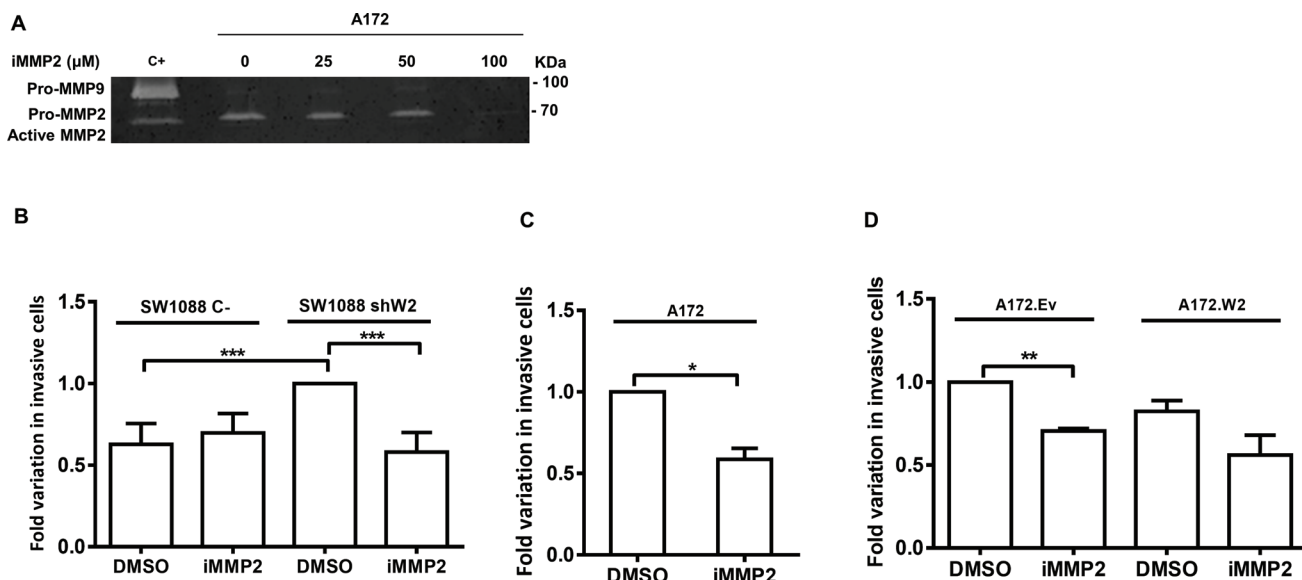 A
A172
iMMP2 (µM) C+ 0 25 50 100 KDa
Pro-MMP9 - 100
Pro-MMP2 - 70
Active MMP2
B
Fold variation in invasive cells
1.5
1.0
0.5
0.0
SW1088 C- SW1088 shW2
*** ***
DMSO iMMP2 DMSO iMMP2
C
Fold variation in invasive cells
1.5
1.0
0.5
0.0
A172
*
DMSO iMMP2
D
Fold variation in invasive cells
1.5
1.0
0.5
0.0
A172.Ev A172.W2
**
DMSO iMMP2 DMSO iMMP2